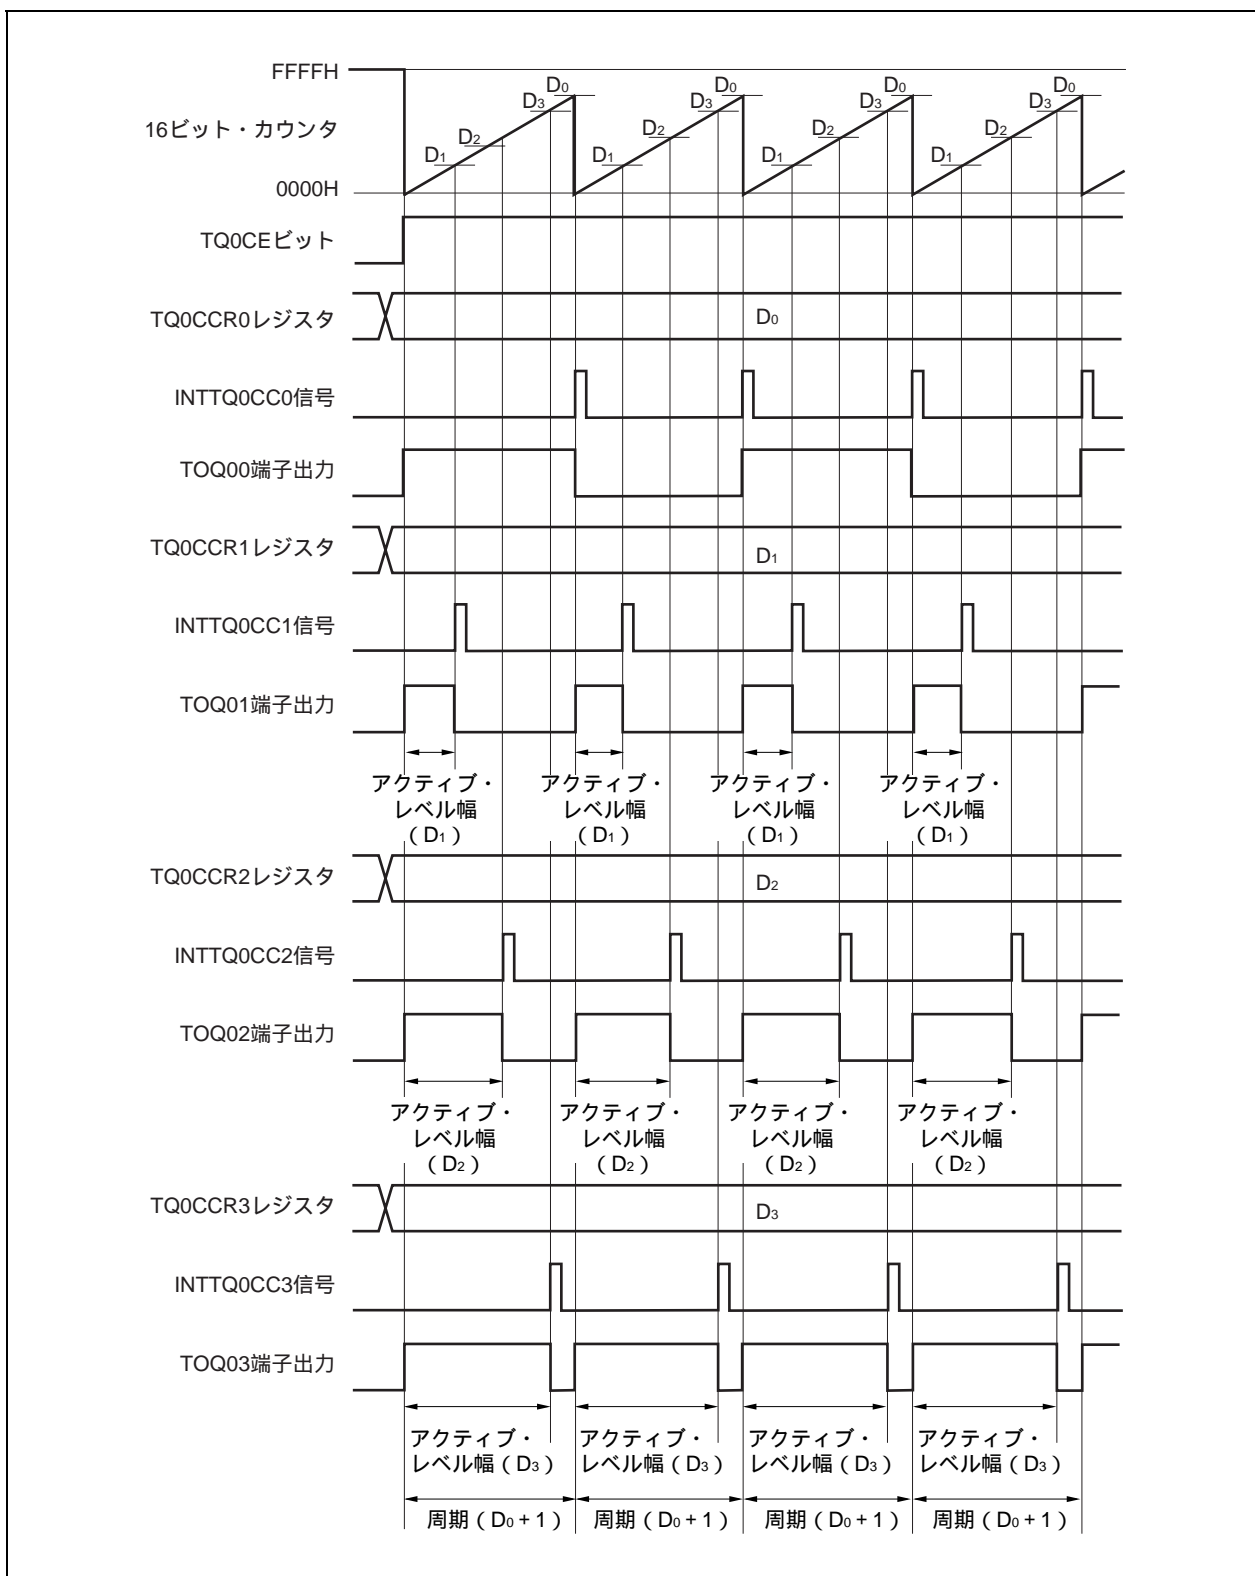 FFFFH
D0 D0 D0 D0
D3 D3 D3 D3
16ビット・カウンタ
D2 D2 D2 D2
D1 D1 D1 D1
0000H
TQ0CEビット
TQ0CCR0レジスタ D0
INTTQ0CC0信号
TOQ00端子出力
TQ0CCR1レジスタ D1
INTTQ0CC1信号
TOQ01端子出力
アクティブ・ アクティブ・ アクティブ・ アクティブ・
レベル幅 レベル幅 レベル幅 レベル幅
(D1) (D1) (D1) (D1)
TQ0CCR2レジスタ D2
INTTQ0CC2信号
TOQ02端子出力
アクティブ・ アクティブ・ アクティブ・ アクティブ・
レベル幅 レベル幅 レベル幅 レベル幅
(D2) (D2) (D2) (D2)
TQ0CCR3レジスタ D3
INTTQ0CC3信号
TOQ03端子出力
アクティブ・ アクティブ・ アクティブ・ アクティブ・
レベル幅(D3) レベル幅(D3) レベル幅(D3) レベル幅(D3)
周期(D0+1) 周期(D0+1) 周期(D0+1) 周期(D0+1)